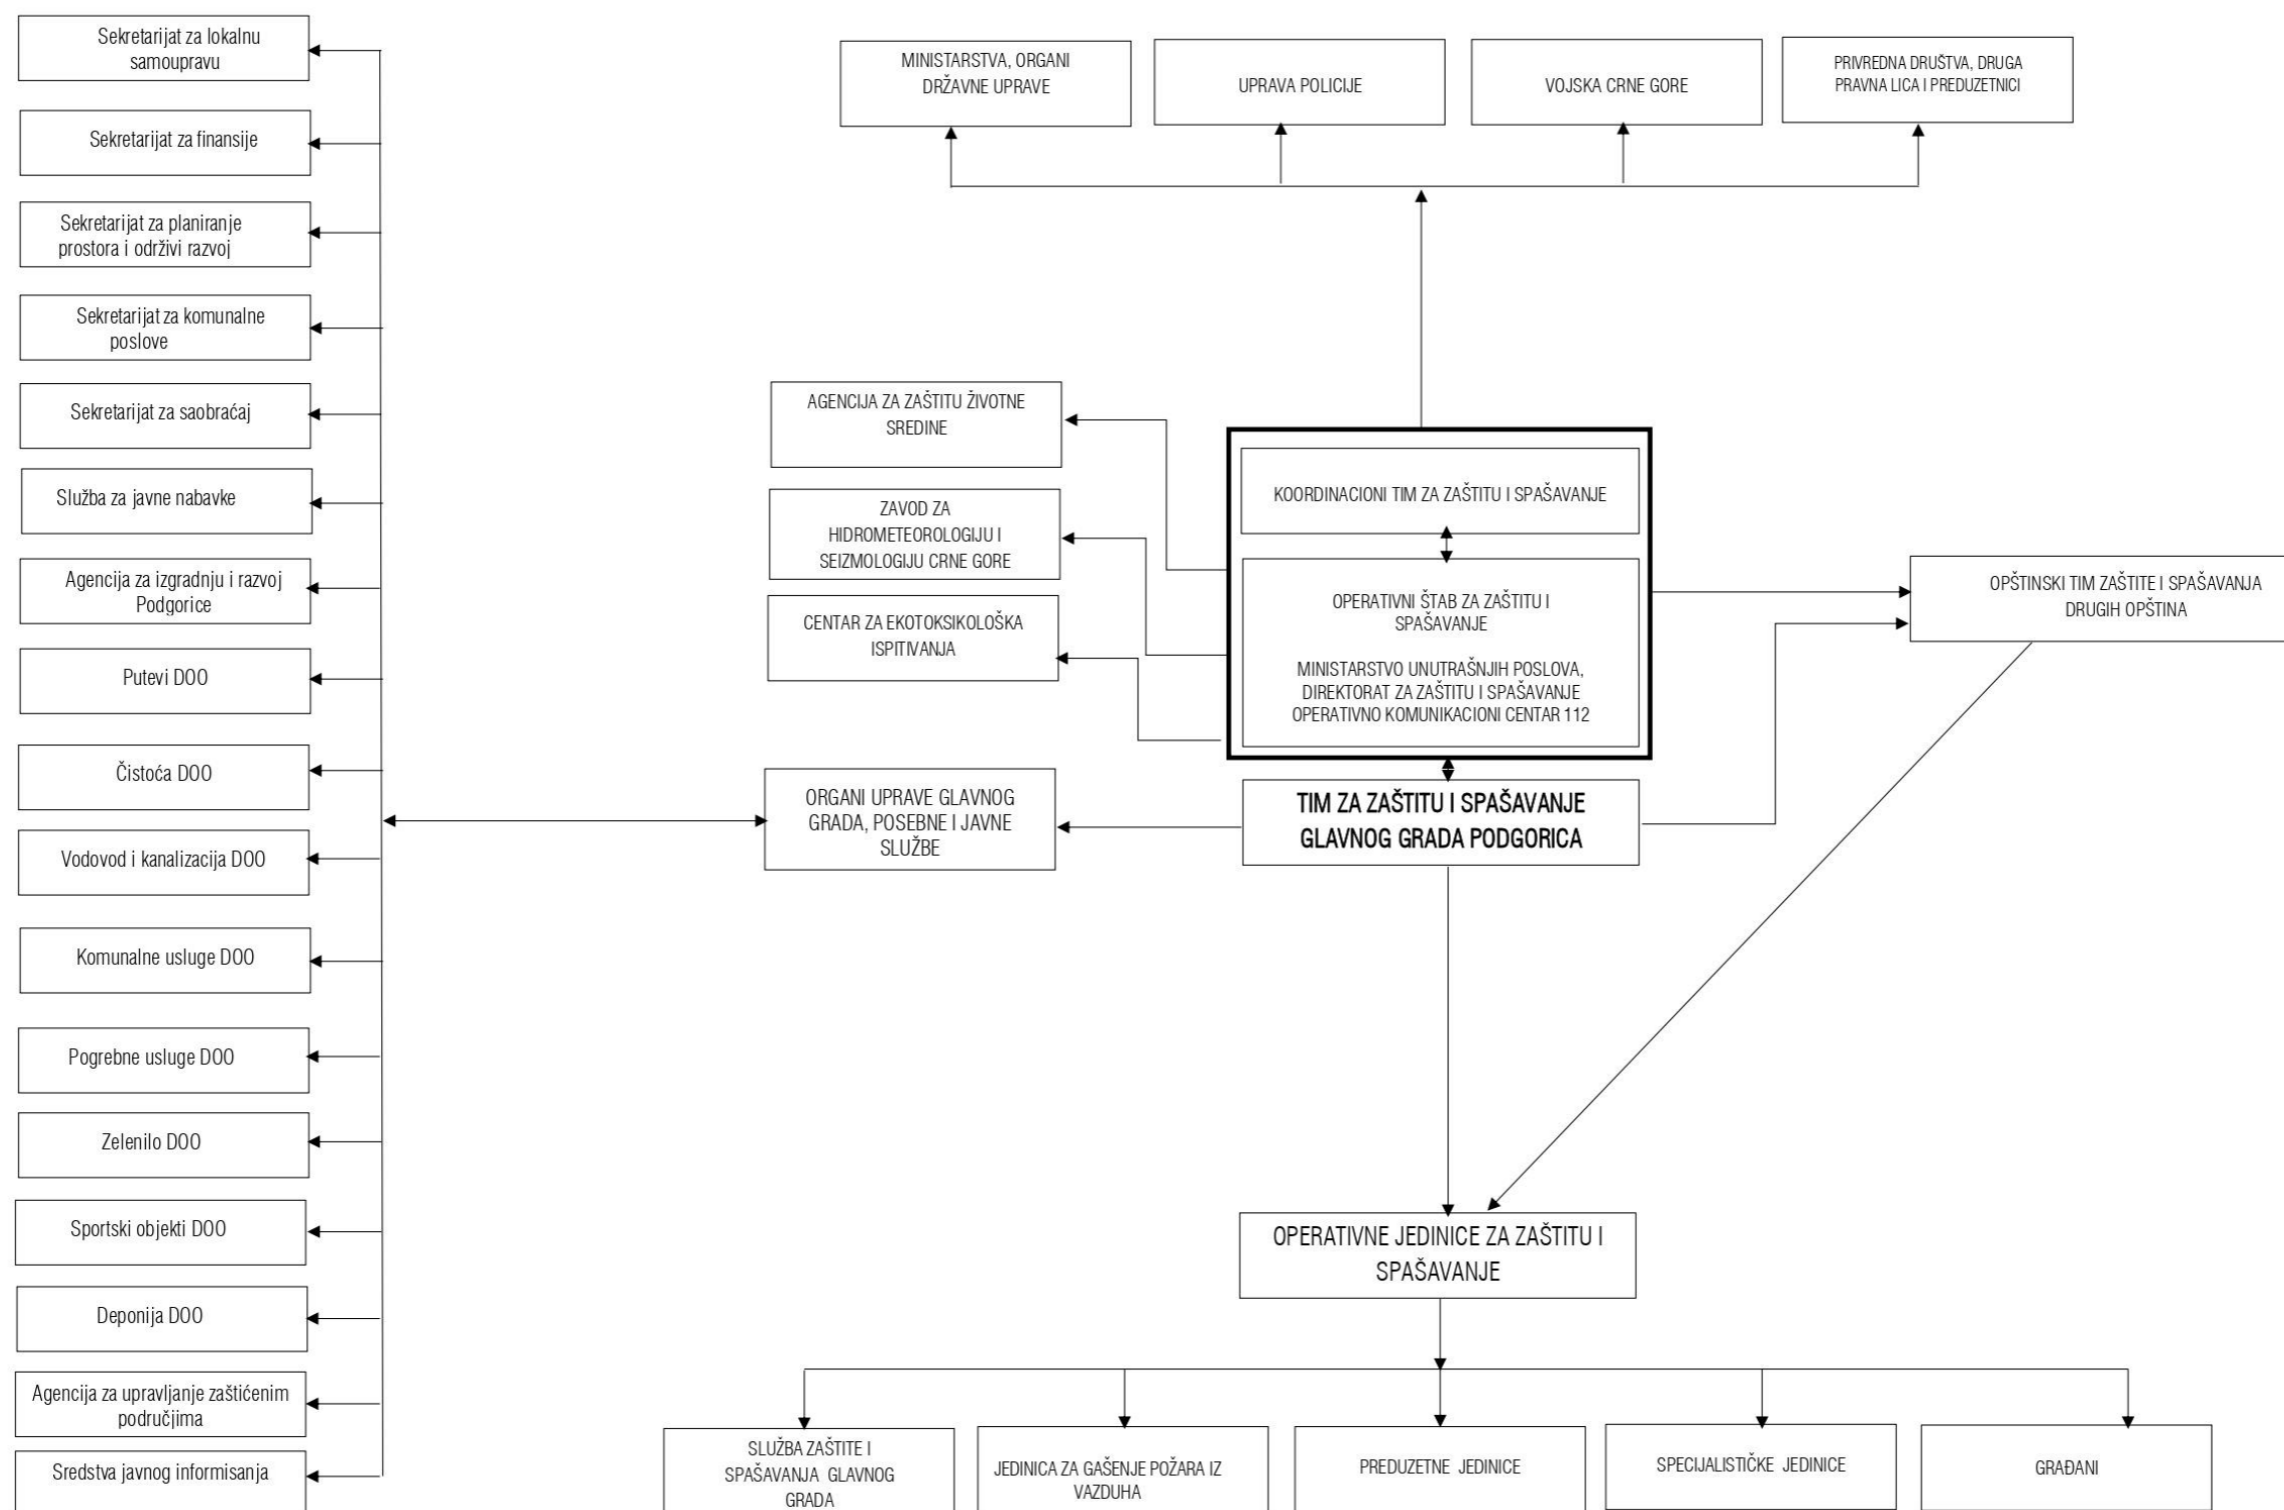 Sekretarijat za lokalnu
samoupravu
Sekretarijat za finansije
Sekretarijat za planiranje
prostora i održivi razvoj
Sekretarijat za komunalne
poslove
Sekretarijat za saobraćaj
Služba za javne nabavke
Agencija za izgradnju i razvoj
Podgorice
Putevi DOO
Čistoća DOO
Vodovod i kanalizacija DOO
Komunalne usluge DOO
Pogrebne usluge DOO
Zelenilo DOO
Sportski objekti DOO
Deponija DOO
Agencija za upravljanje zaštićenim
područjima
Sredstva javnog informisanja
MINISTARSTVA, ORGANI
DRŽAVNE UPRAVE
UPRAVA POLICIJE
VOJSKA CRNE GORE
PRIVREDNA DRUŠTVA, DRUGA
PRAVNA LICA I PREDUZETNICI
AGENCIJA ZA ZAŠTITU ŽIVOTNE
SREDINE
ZAVOD ZA
HIDROMETEOROLOGIJU I
SEIZMOLOGIJU CRNE GORE
CENTAR ZA EKOTOKSIKOLOŠKA
ISPITIVANJA
ORGANI UPRAVE GLAVNOG
GRADA, POSEBNE I JAVNE
SLUŽBE
KOORDINACIONI TIM ZA ZAŠTITU I SPAŠAVANJE
OPERATIVNI ŠTAB ZA ZAŠTITU I
SPAŠAVANJE
MINISTARSTVO UNUTRAŠNJIH POSLOVA,
DIREKTORAT ZA ZAŠTITU I SPAŠAVANJE
OPERATIVNO KOMUNIKACIONI CENTAR 112
TIM ZA ZAŠTITU I SPAŠAVANJE
GLAVNOG GRADA PODGORICA
OPŠTINSKI TIM ZAŠTITE I SPAŠAVANJA
DRUGIH OPŠTINA
OPERATIVNE JEDINICE ZA ZAŠTITU I
SPAŠAVANJE
SLUŽBA ZAŠTITE I
SPAŠAVANJA GLAVNOG
GRADA
JEDINICA ZA GAŠENJE POŽARA IZ
VAZDUHA
PREDUZETNE JEDINICE
SPECIJALISTIČKE JEDINICE
GRAĐANI